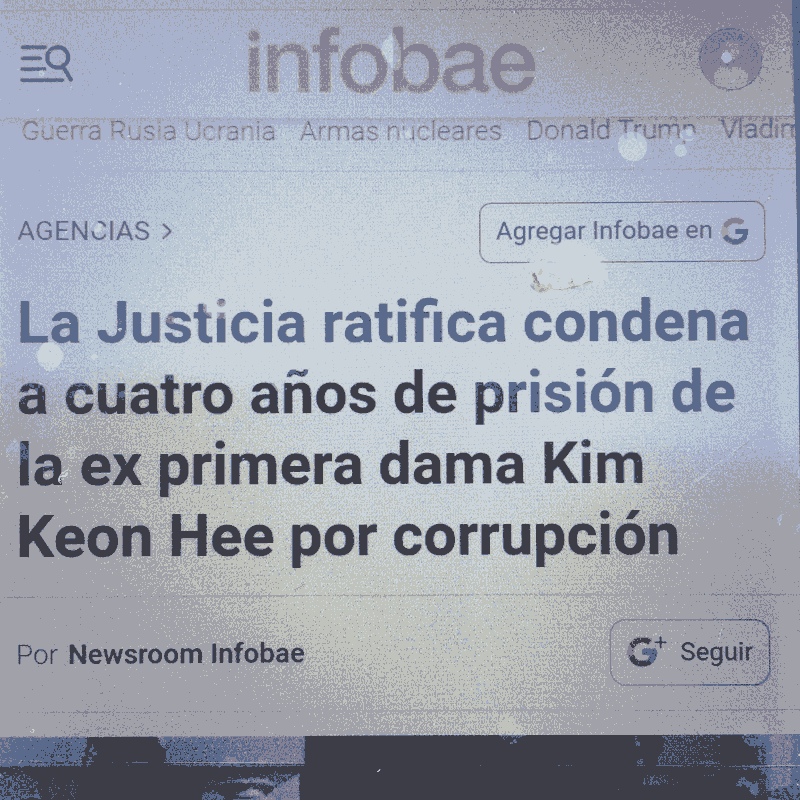 infobae
Guerra Rusia Ucrania Armas nucleares Donald Trump Vladim
AGENCIAS >
Agregar Infobae en G
La Justicia ratifica condena
a cuatro años de prisión de
la ex primera dama Kim
Keon Hee por corrupción
Por Newsroom Infobae
G+ Seguir